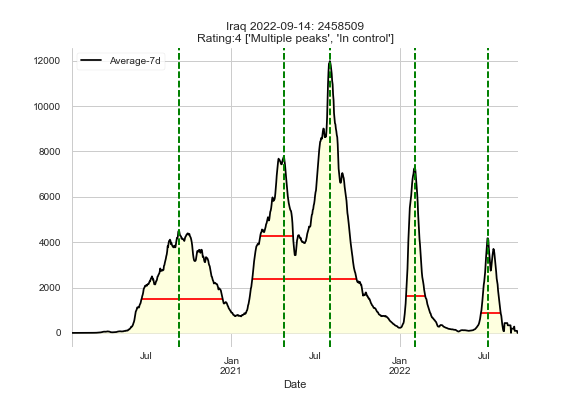 Iraq 2022-09-14: 2458509
Rating:4 ['Multiple peaks', 'In control']
Average-7d
12000
10000
8000
6000
4000
2000
0
Jul
Jan
2021
Jul
Jan
2022
Jul
Date